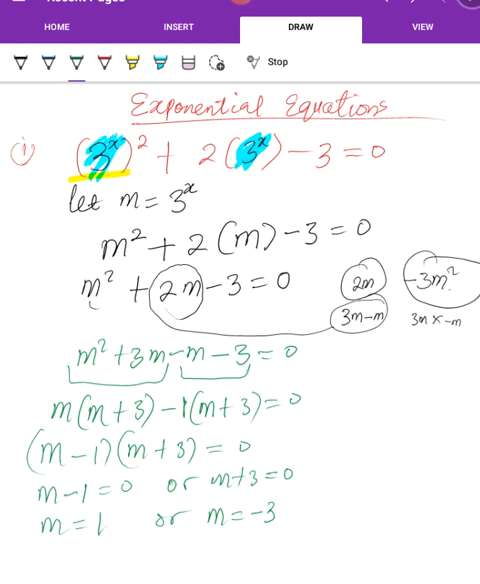 HOME INSERT DRAW VIEW
Stop
Exponential Equations
(1) (3^x)^2 + 2(3^x) - 3 = 0
let m = 3^x
m^2 + 2(m) - 3 = 0
m^2 + 2m - 3 = 0 2m -3m^2
3m-m 3m x -m
m^2 + 3m - m - 3 = 0
m(m+3) - 1(m+3) = 0
(m-1)(m+3) = 0
m-1 = 0 or m+3 = 0
m = 1 or m = -3